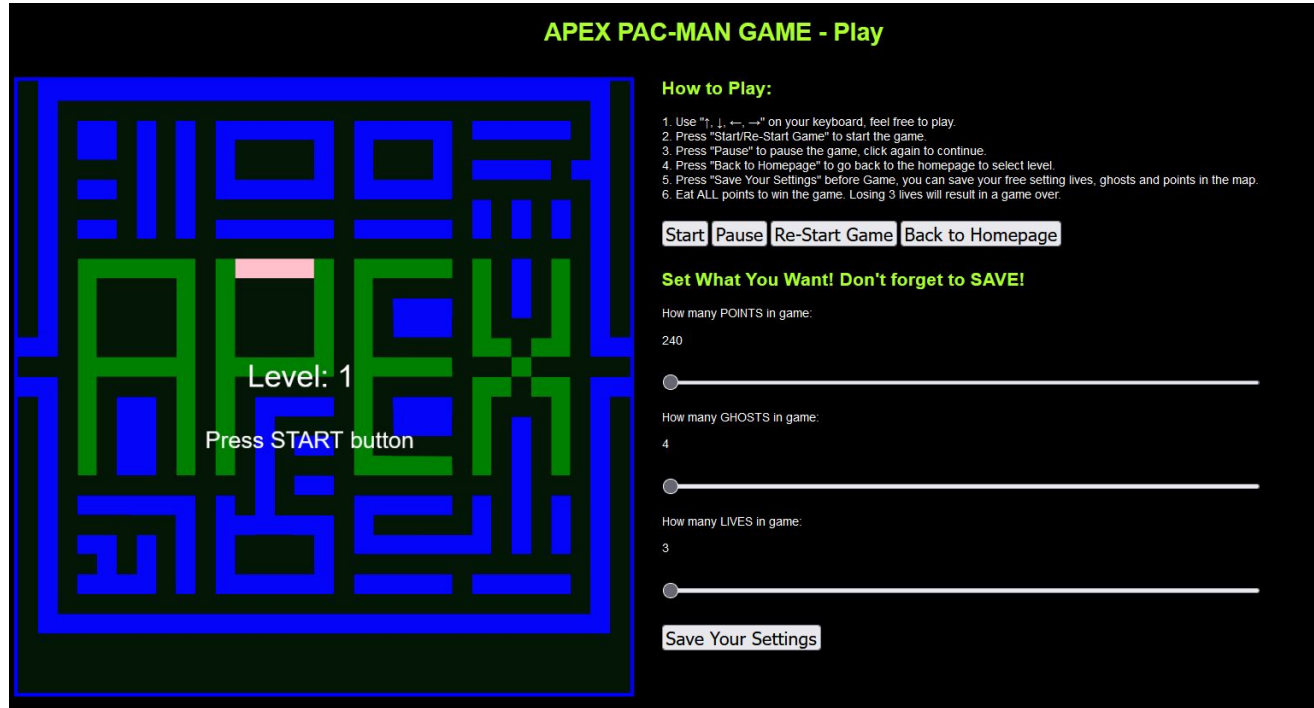 APEX PAC-MAN GAME - Play
Level: 1
Press START button
How to Play:
1. Use "↑, ↓, ←, →" on your keyboard, feel free to play.
2. Press "Start/Re-Start Game" to start the game.
3. Press "Pause" to pause the game, click again to continue.
4. Press "Back to Homepage" to go back to the homepage to select level.
5. Press "Save Your Settings" before Game, you can save your free setting lives, ghosts and points in the map.
6. Eat ALL points to win the game. Losing 3 lives will result in a game over.
Start Pause Re-Start Game Back to Homepage
Set What You Want! Don't forget to SAVE!
How many POINTS in game:
240
How many GHOSTS in game:
4
How many LIVES in game:
3
Save Your Settings